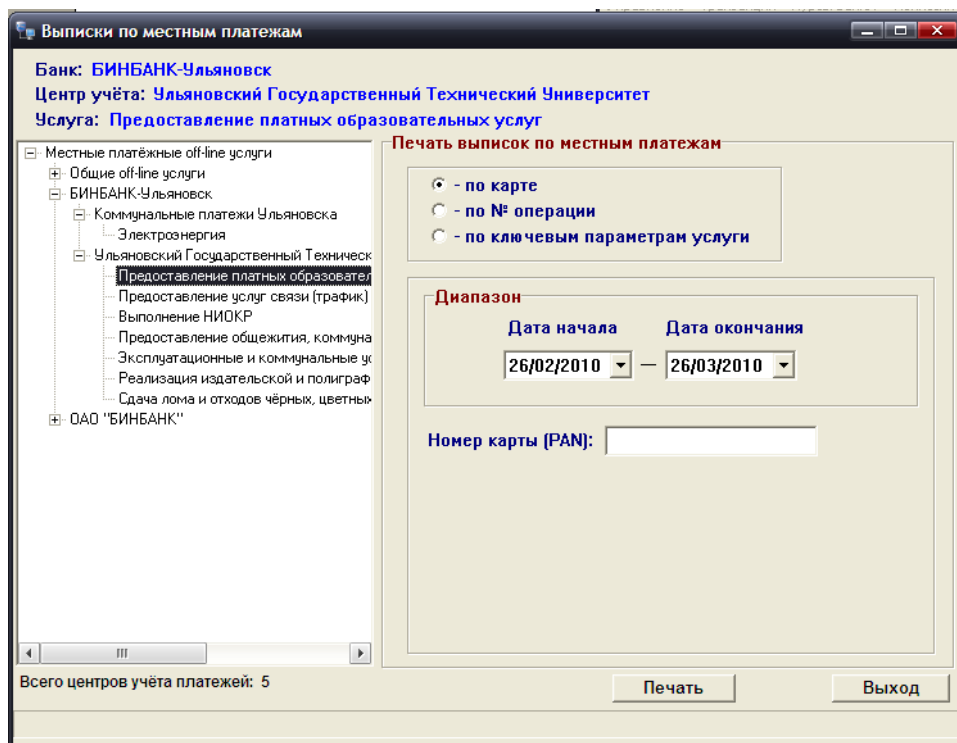 Выписки по местным платежам
Банк: БИНБАНК-Ульяновск
Центр учёта: Ульяновский Государственный Технический Университет
Услуга: Предоставление платных образовательных услуг
Местные платёжные off-line услуги
Общие off-line услуги
БИНБАНК-Ульяновск
Коммунальные платежи Ульяновска
Электроэнергия
Ульяновский Государственный Техническ
Предоставление платных образовател
Предоставление услуг связи (трафик)
Выполнение НИОКР
Предоставление общежития, коммуна
Эксплуатационные и коммунальные ус
Реализация издательской и полиграф
Сдача лома и отходов чёрных, цветных
ОАО "БИНБАНК"
Всего центров учёта платежей: 5
Печать выписок по местным платежам
- по карте
- по № операции
- по ключевым параметрам услуги
Диапазон
Дата начала Дата окончания
26/02/2010 — 26/03/2010
Номер карты (PAN):
Печать Выход